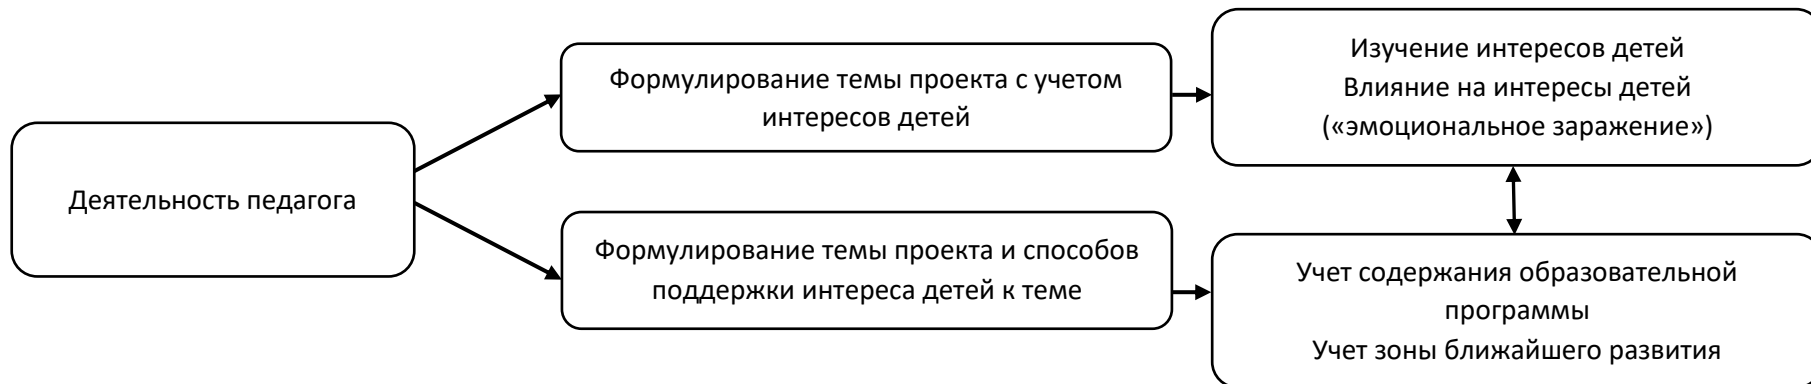 Деятельность педагога
Формулирование темы проекта с учетом
интересов детей
Изучение интересов детей
Влияние на интересы детей
(«эмоциональное заражение»)
Формулирование темы проекта и способов
поддержки интереса детей к теме
Учет содержания образовательной
программы
Учет зоны ближайшего развития